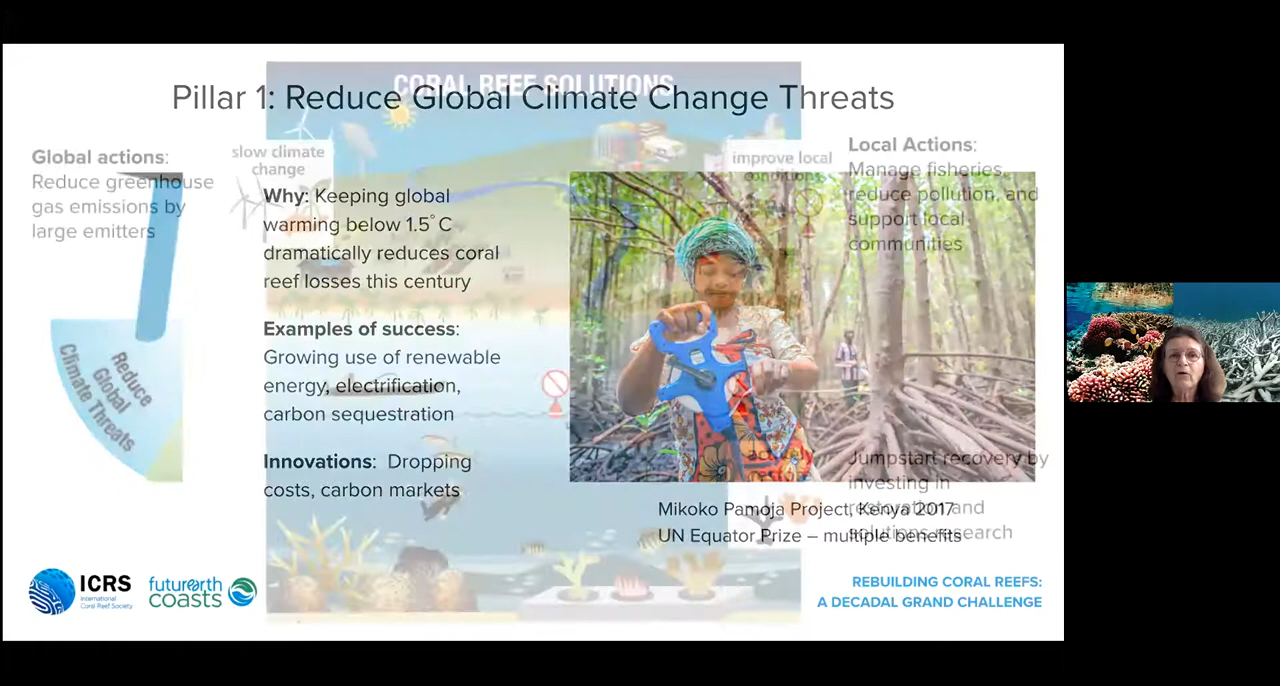 CORAL REEF SOLUTIONS
Pillar 1: Reduce Global Climate Change Threats
Global actions:
Reduce greenhouse
gas emissions by
large emitters
slow climate
change
improve local
conditions
Local Actions:
Manage fisheries,
reduce pollution, and
support local
communities
Why: Keeping global
warming below 1.5°C
dramatically reduces coral
reef losses this century
Examples of success:
Growing use of renewable
energy, electrification,
carbon sequestration
Innovations: Dropping
costs, carbon markets
Reduce
Global
Climate Threats
actively
Jumpstart recovery by
investing in
restoration and
solutions research
Mikoko Pamoja Project, Kenya 2017
UN Equator Prize – multiple benefits
ICRS
International
Coral Reef Society
futurearth
coasts
REBUILDING CORAL REEFS:
A DECADAL GRAND CHALLENGE